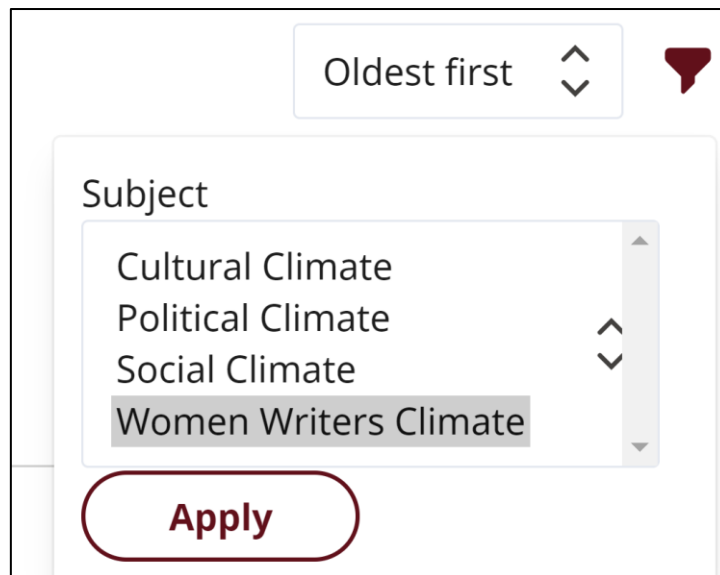 Oldest first
Subject
Cultural Climate
Political Climate
Social Climate
Women Writers Climate
Apply